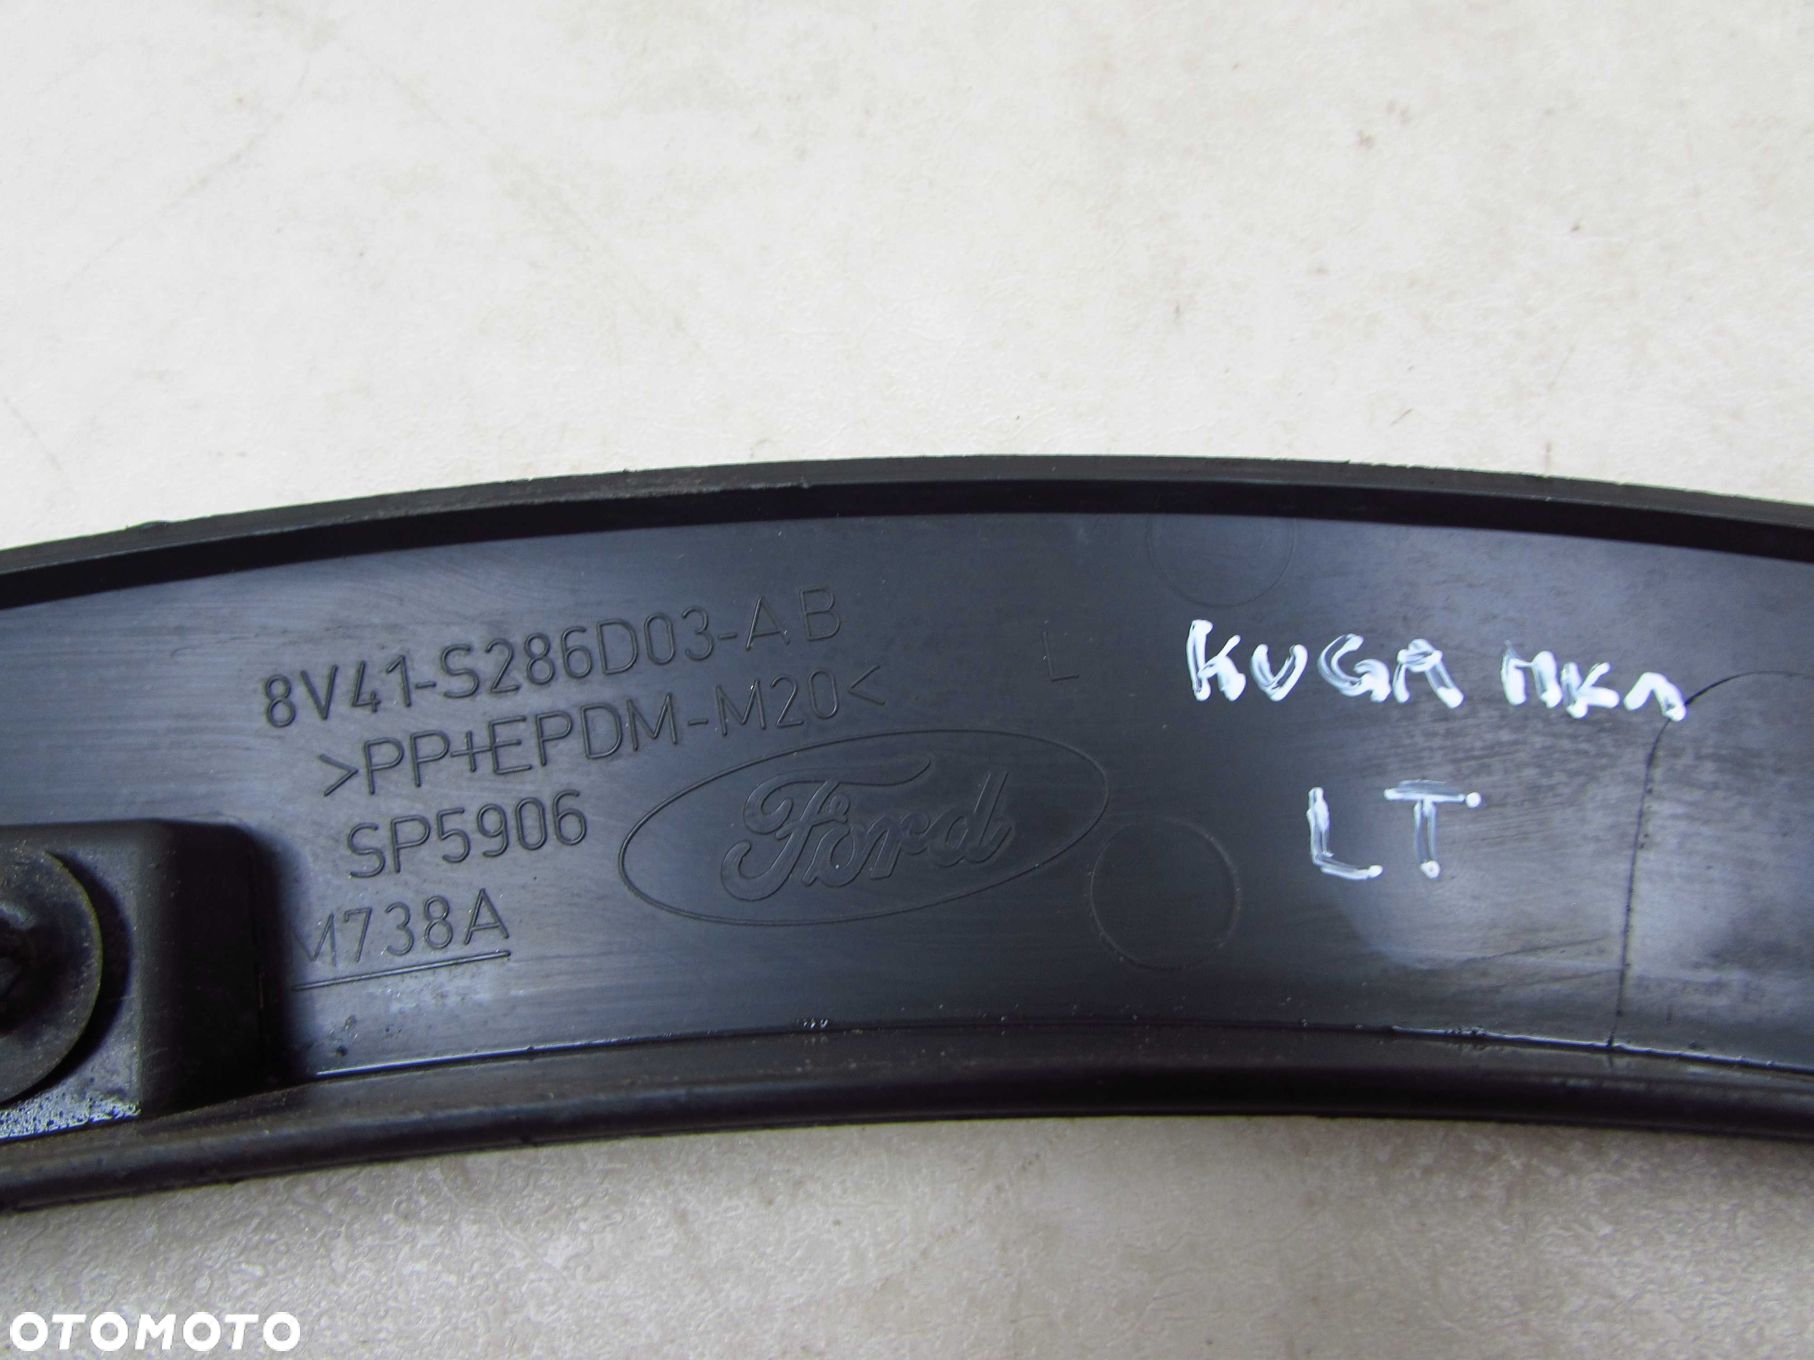 8V41-S286D03-AB
>PP+EPDM-M20<
L
SP5906
Ford
M738A
KUGA MK1
LT
OTOMOTO